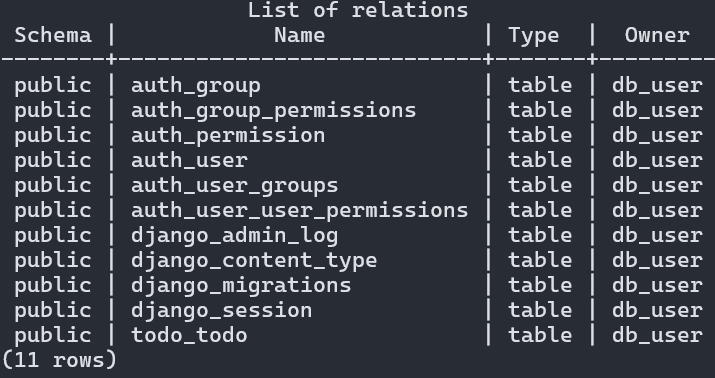 List of relations
 Schema |            Name            | Type  |  Owner
--------+----------------------------+-------+---------
 public | auth_group                 | table | db_user
 public | auth_group_permissions     | table | db_user
 public | auth_permission            | table | db_user
 public | auth_user                  | table | db_user
 public | auth_user_groups           | table | db_user
 public | auth_user_user_permissions | table | db_user
 public | django_admin_log           | table | db_user
 public | django_content_type        | table | db_user
 public | django_migrations          | table | db_user
 public | django_session             | table | db_user
 public | todo_todo                  | table | db_user
(11 rows)